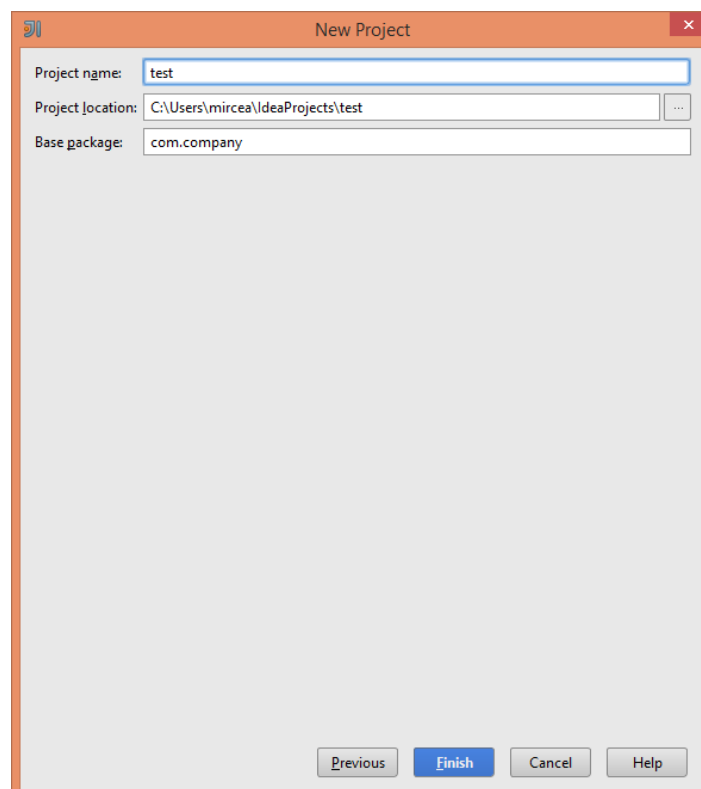 New Project
Project name: test
Project location: C:\Users\mircea\IdeaProjects\test ...
Base package: com.company
Previous Finish Cancel Help